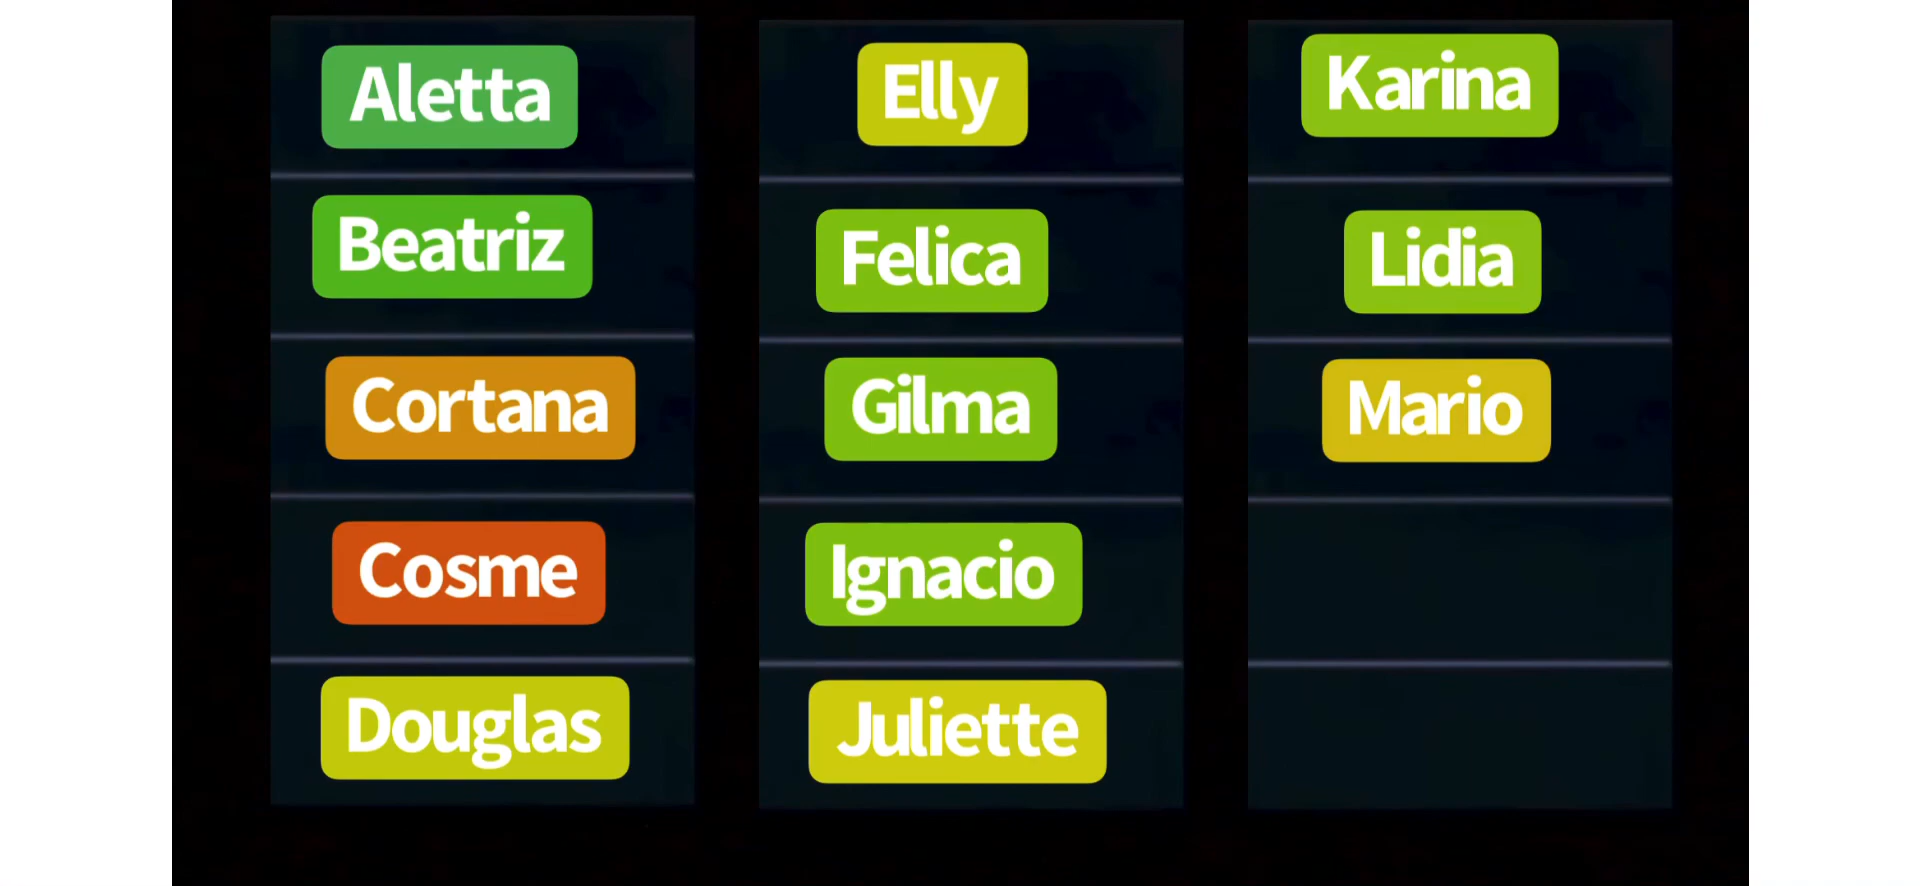 Aletta
Beatriz
Cortana
Cosme
Douglas
Elly
Felica
Gilma
Ignacio
Juliette
Karina
Lidia
Mario